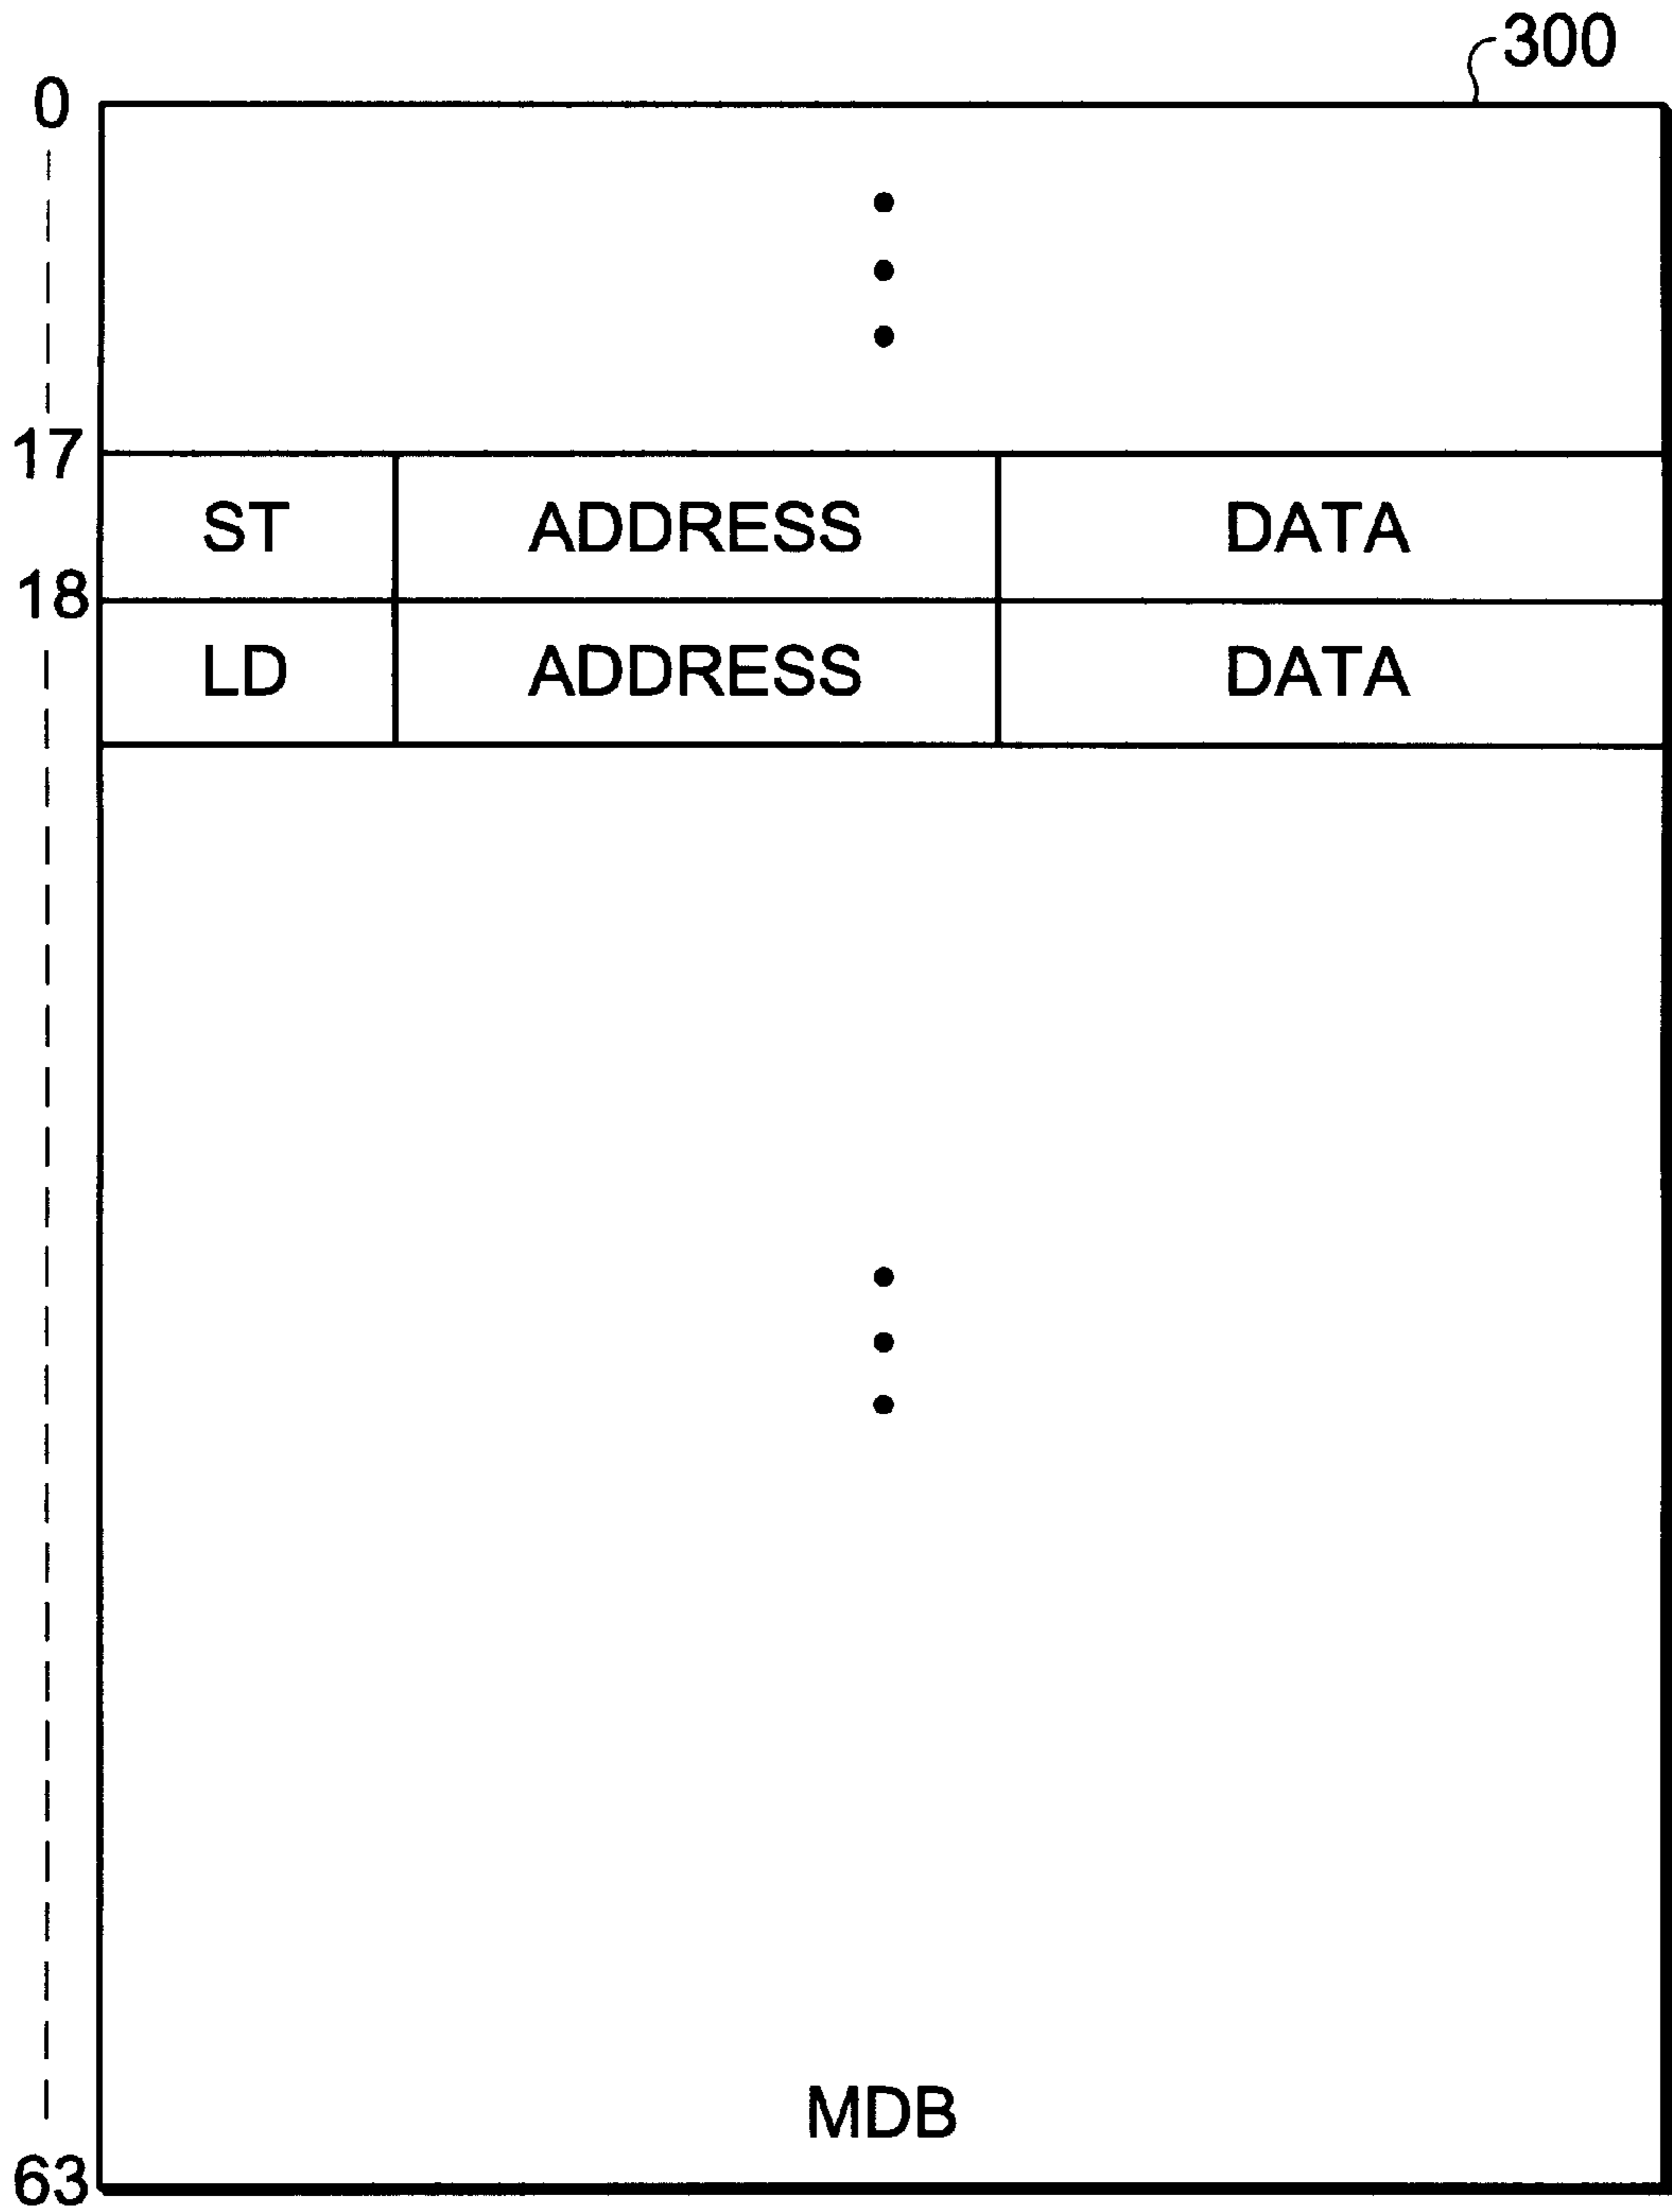 300
0
17
ST ADDRESS DATA
18
LD ADDRESS DATA
MDB
63